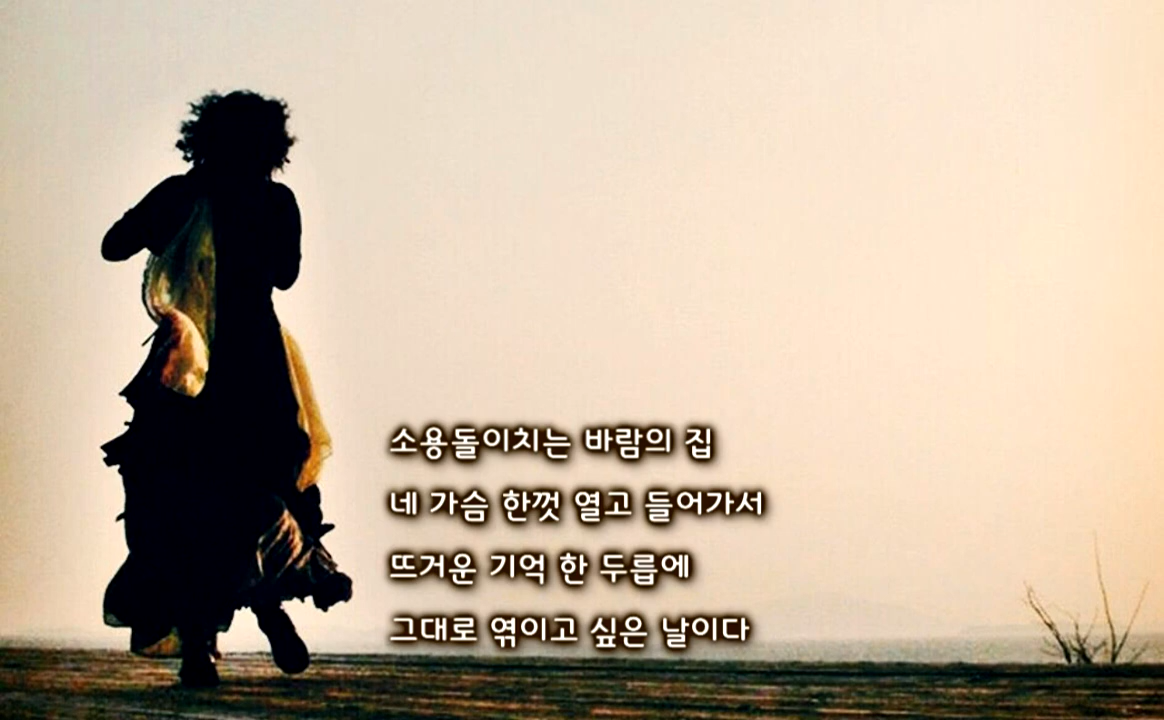 소용돌이치는 바람의 집
네 가슴 한껏 열고 들어가서
뜨거운 기억 한 두릅에
그대로 엮이고 싶은 날이다